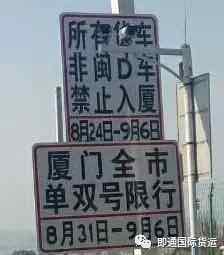 所有货车
非闽D车
禁止入厦
8月24日-9月6日
厦门全市
单双号限行
8月31日-9月6日
即通国际货运